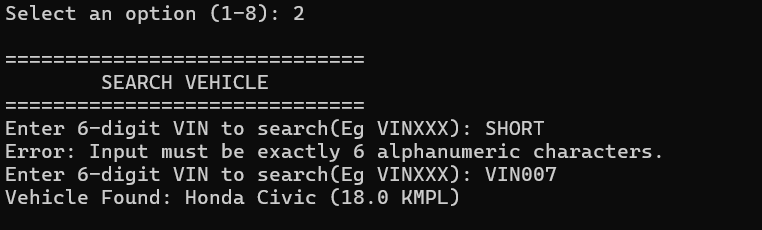 Select an option (1-8): 2
==============================
SEARCH VEHICLE
==============================
Enter 6-digit VIN to search(Eg VINXXX): SHORT
Error: Input must be exactly 6 alphanumeric characters.
Enter 6-digit VIN to search(Eg VINXXX): VIN007
Vehicle Found: Honda Civic (18.0 KMPL)